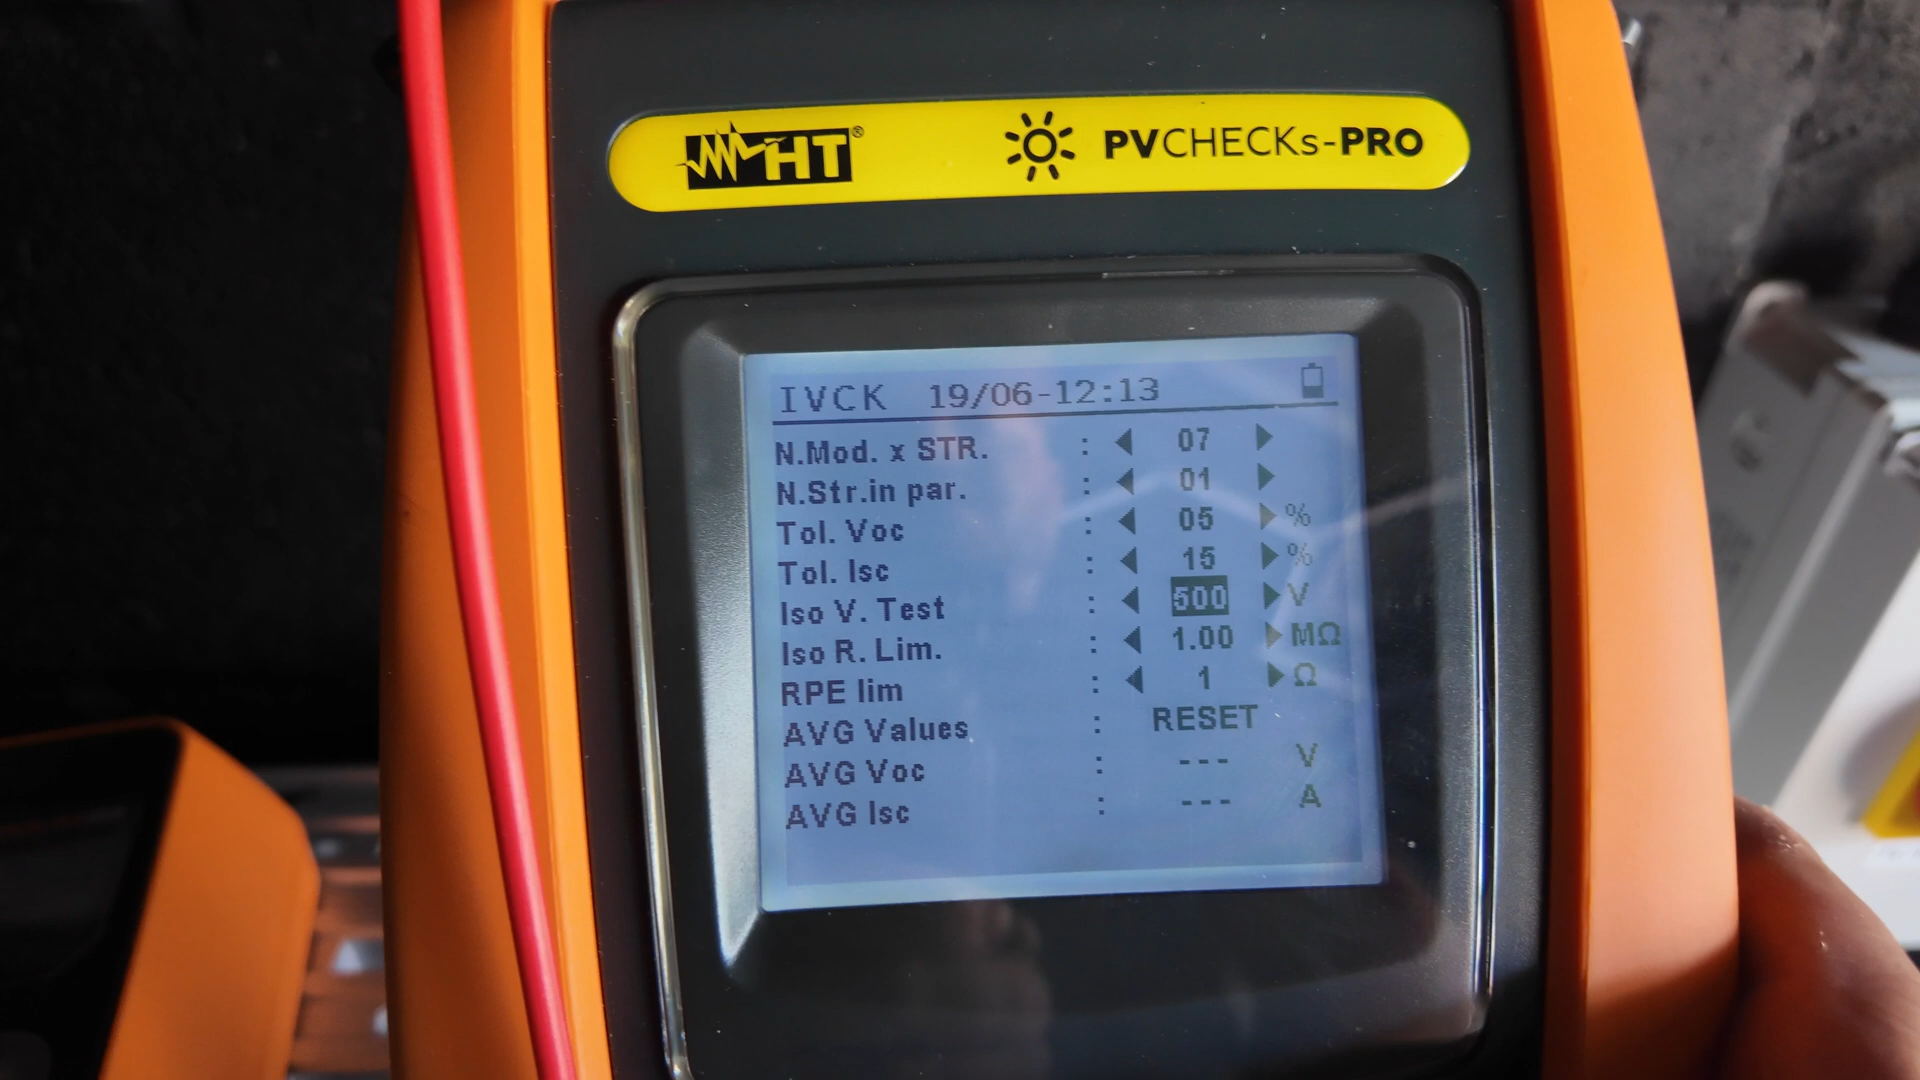 HT®
PVCHECKs-PRO
IVCK 19/06-12:13
N.Mod. x STR. : 07
N.Str.in par. : 01
Tol. Voc : 05 %
Tol. Isc : 15 %
Iso V. Test : 500 V
Iso R. Lim. : 1.00 MΩ
RPE lim : 1 Ω
AVG Values : RESET
AVG Voc : --- V
AVG Isc : --- A